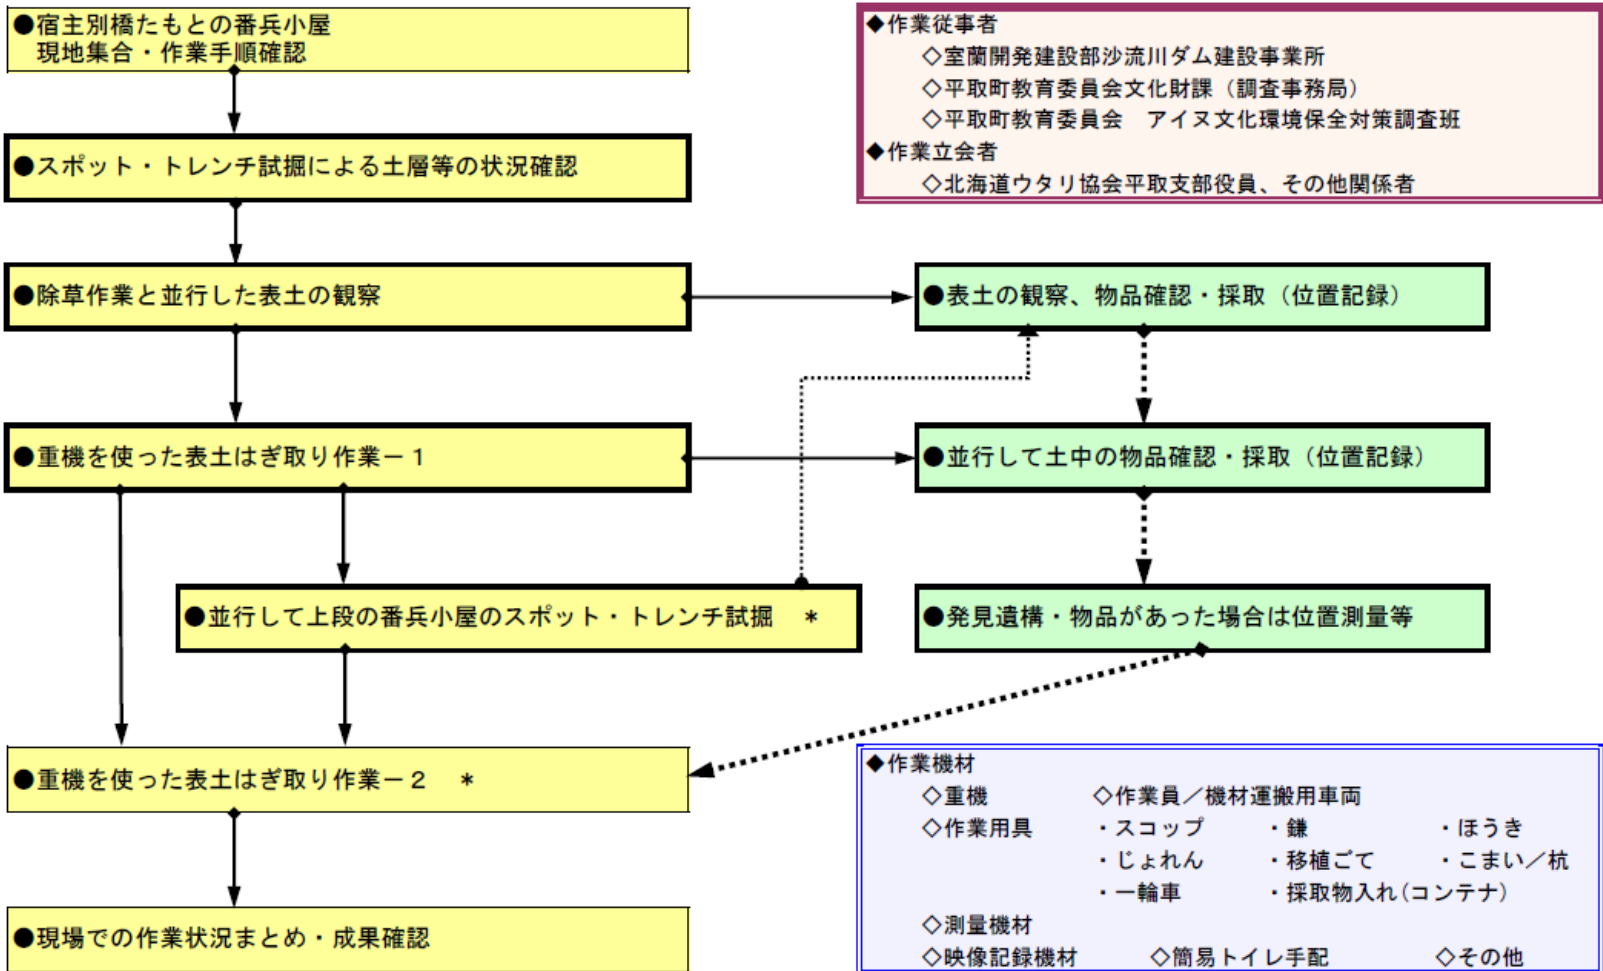 ●宿主別橋たもとの番兵小屋
現地集合・作業手順確認
●スポット・トレンチ試掘による土層等の状況確認
●除草作業と並行した表土の観察
●重機を使った表土はぎ取り作業－1
●並行して上段の番兵小屋のスポット・トレンチ試掘　*
●重機を使った表土はぎ取り作業－2　*
●現場での作業状況まとめ・成果確認
◆作業従事者
◇室蘭開発建設部沙流川ダム建設事業所
◇平取町教育委員会文化財課（調査事務局）
◇平取町教育委員会　アイヌ文化環境保全対策調査班
◆作業立会者
◇北海道ウタリ協会平取支部役員、その他関係者
●表土の観察、物品確認・採取（位置記録）
●並行して土中の物品確認・採取（位置記録）
●発見遺構・物品があった場合は位置測量等
◆作業機材
◇重機　◇作業員／機材運搬用車両
◇作業用具　・スコップ　・鎌　・ほうき
・じょれん　・移植ごて　・こまい／杭
・一輪車　・採取物入れ(コンテナ)
◇測量機材
◇映像記録機材　◇簡易トイレ手配　◇その他